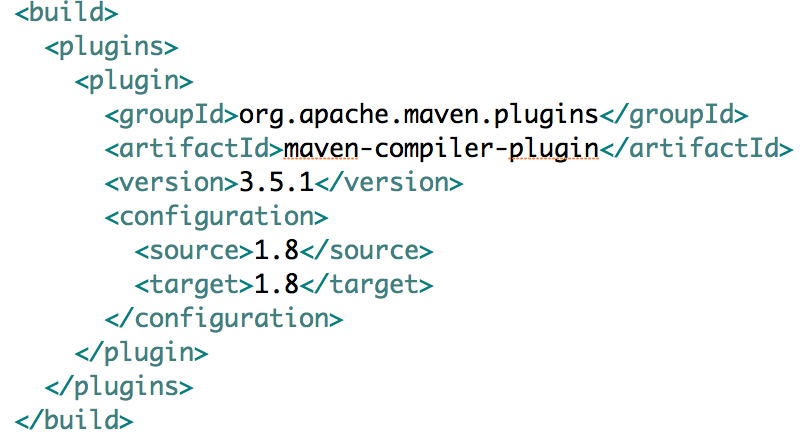 <build>
  <plugins>
    <plugin>
      <groupId>org.apache.maven.plugins</groupId>
      <artifactId>maven-compiler-plugin</artifactId>
      <version>3.5.1</version>
      <configuration>
        <source>1.8</source>
        <target>1.8</target>
      </configuration>
    </plugin>
  </plugins>
</build>